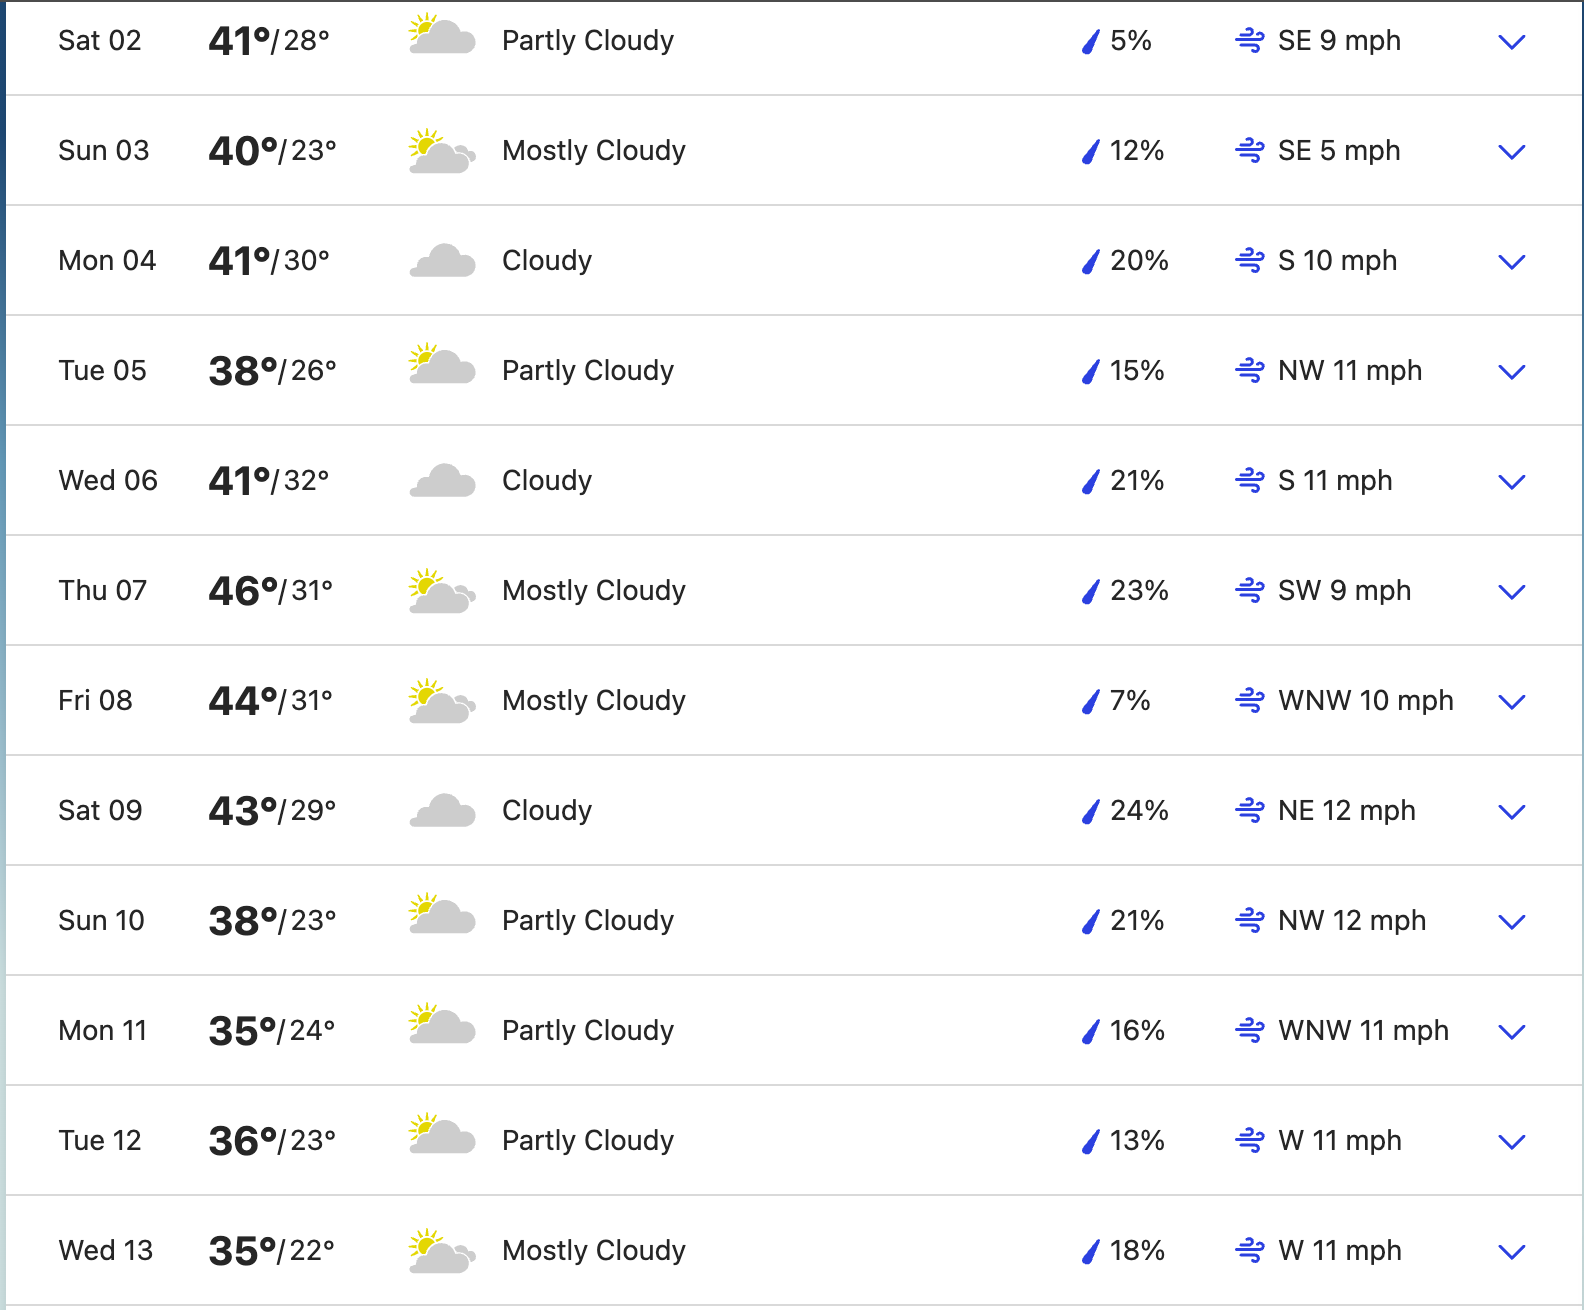 Sat 02 41°/28° Partly Cloudy 5% SE 9 mph
Sun 03 40°/23° Mostly Cloudy 12% SE 5 mph
Mon 04 41°/30° Cloudy 20% S 10 mph
Tue 05 38°/26° Partly Cloudy 15% NW 11 mph
Wed 06 41°/32° Cloudy 21% S 11 mph
Thu 07 46°/31° Mostly Cloudy 23% SW 9 mph
Fri 08 44°/31° Mostly Cloudy 7% WNW 10 mph
Sat 09 43°/29° Cloudy 24% NE 12 mph
Sun 10 38°/23° Partly Cloudy 21% NW 12 mph
Mon 11 35°/24° Partly Cloudy 16% WNW 11 mph
Tue 12 36°/23° Partly Cloudy 13% W 11 mph
Wed 13 35°/22° Mostly Cloudy 18% W 11 mph